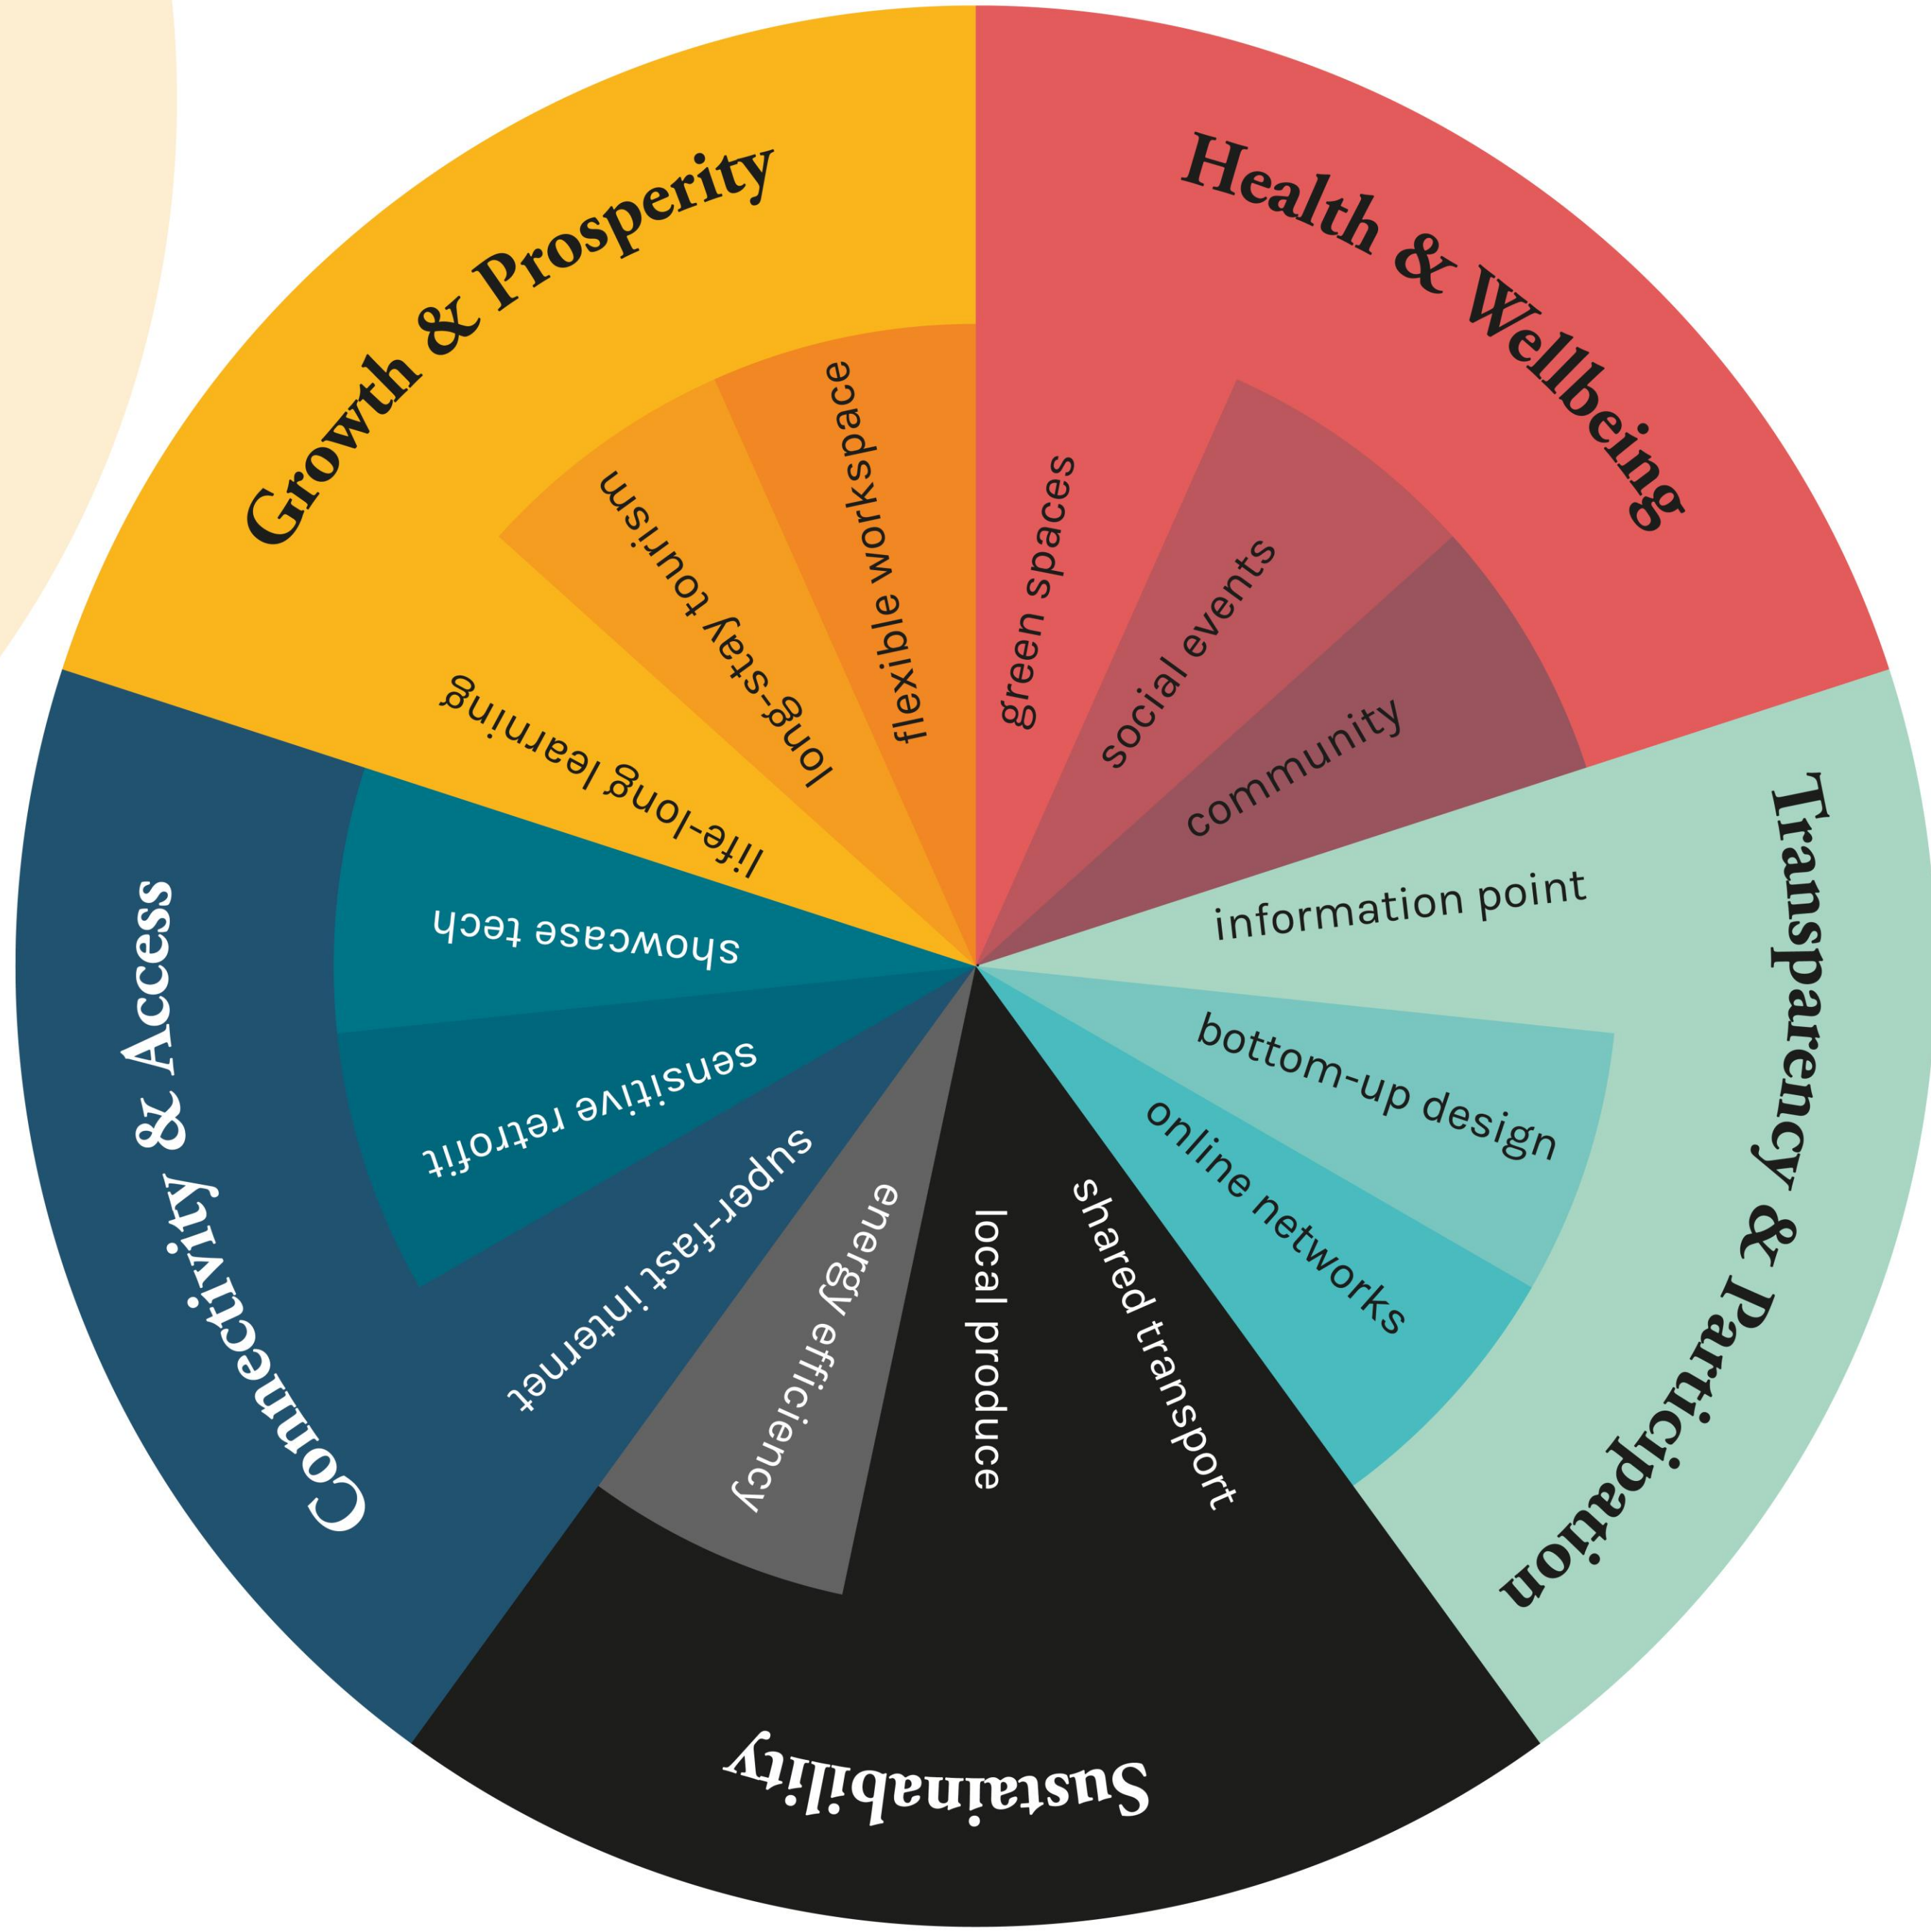 Health & Wellbeing
green spaces
social events
community
Transparency & Participation
information point
bottom-up design
online networks
Sustainability
shared transport
local produce
energy efficiency
Connectivity & Access
super-fast internet
sensitive retrofit
showcase tech
Growth & Prosperity
life-long learning
long-stay tourism
flexible workspace